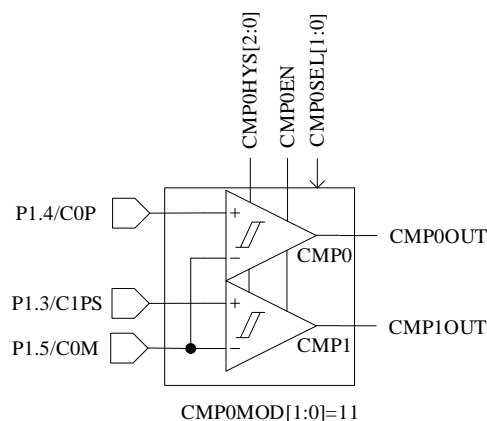 CMP0HYS[2:0]
CMP0EN
CMP0SEL[1:0]
P1.4/C0P
+
−
CMP0
CMP0OUT
P1.3/C1PS
+
P1.5/C0M
−
CMP1
CMP1OUT
CMP0MOD[1:0]=11